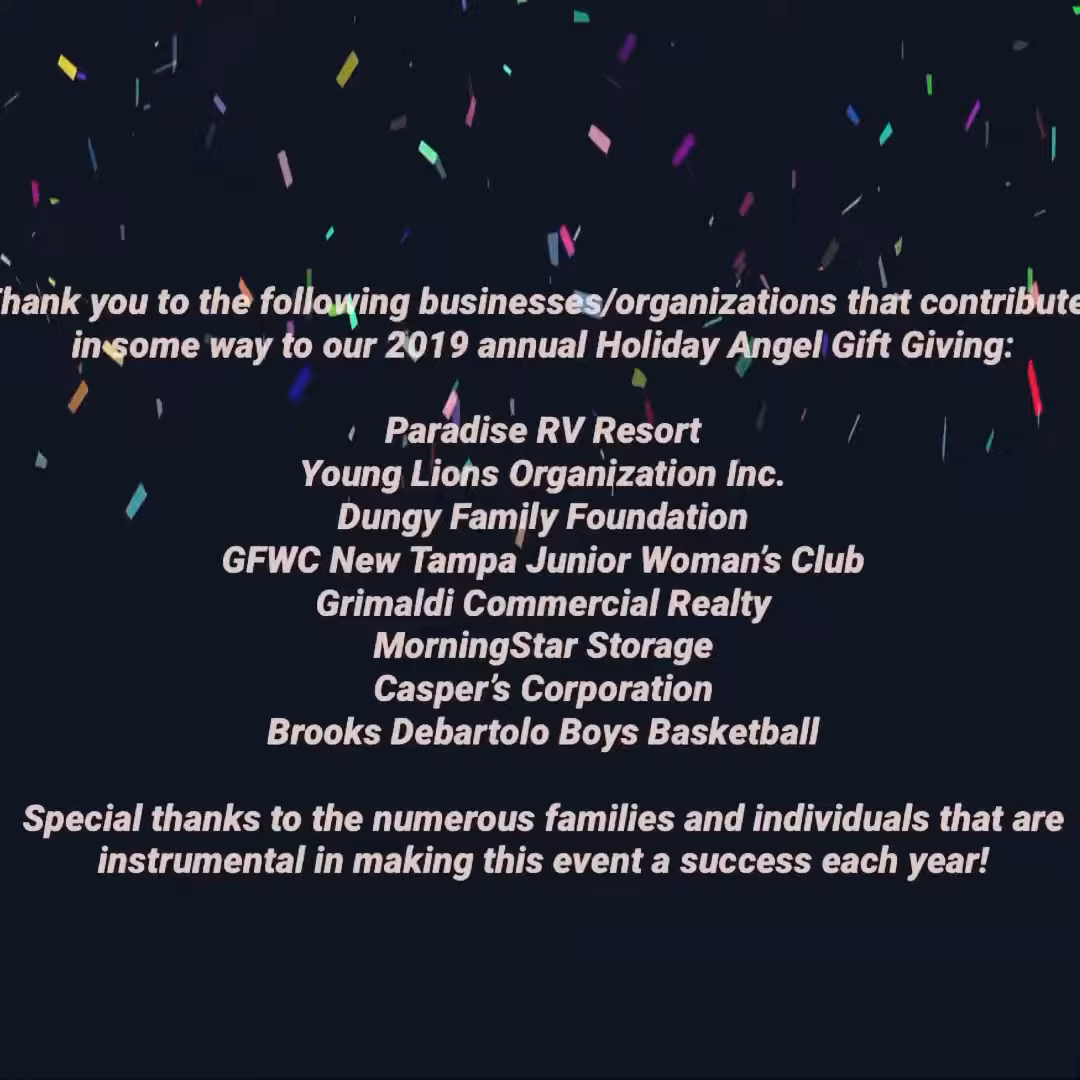 Thank you to the following businesses/organizations that contribute
in some way to our 2019 annual Holiday Angel Gift Giving:
Paradise RV Resort
Young Lions Organization Inc.
Dungy Family Foundation
GFWC New Tampa Junior Woman's Club
Grimaldi Commercial Realty
MorningStar Storage
Casper's Corporation
Brooks Debartolo Boys Basketball
Special thanks to the numerous families and individuals that are
instrumental in making this event a success each year!